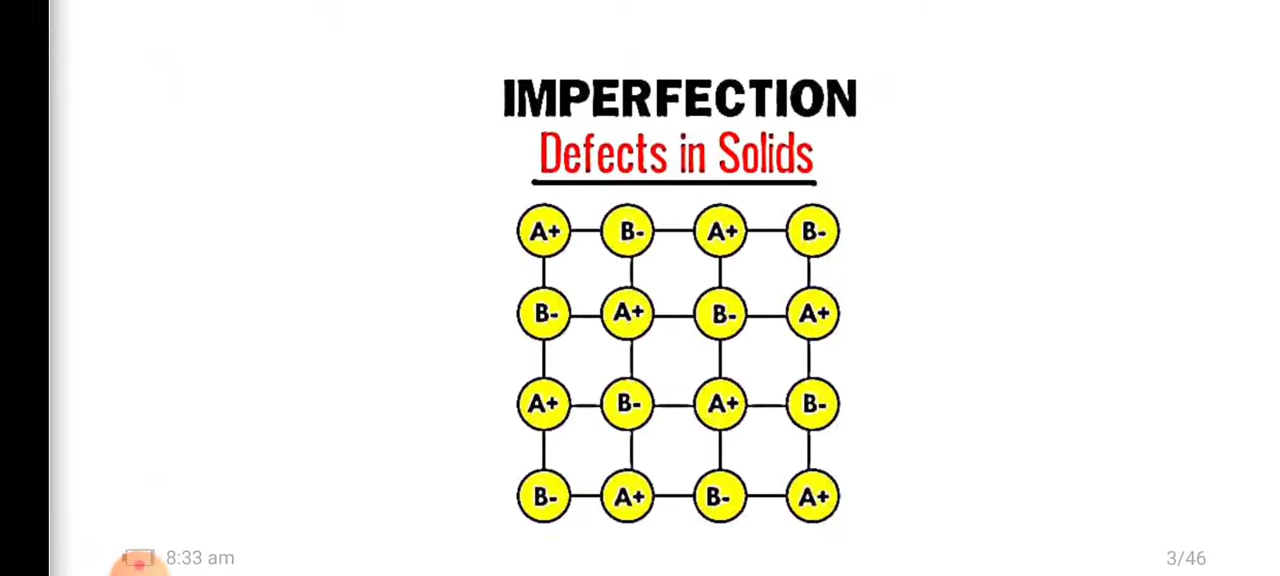 IMPERFECTION
Defects in Solids
A+ B- A+ B-
B- A+ B- A+
A+ B- A+ B-
B- A+ B- A+
8:33 am
3/46